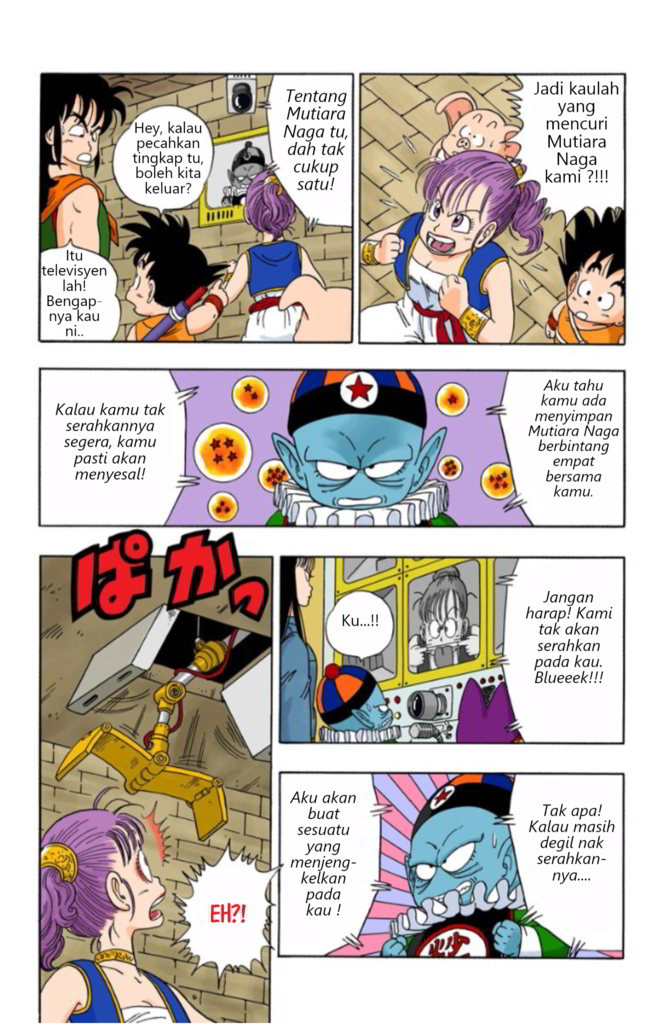 Tentang
Mutiara
Naga tu,
dah tak
cukup
satu!
Hey, kalau
pecahkan
tingkap tu,
boleh kita
keluar?
Itu
televisyen
lah!
Bengap-
nya kau
ni..
Jadi kaulah
yang
mencuri
Mutiara
Naga
kami ?!!!
Aku tahu
kamu ada
menyimpan
Mutiara Naga
berbintang
empat
bersama
kamu.
Kalau kamu tak
serahkannya
segera, kamu
pasti akan
menyesal!
Jangan
harap! Kami
tak akan
serahkan
pada kau.
Blueeek!!!
Ku...!!
Tak apa!
Kalau masih
degil nak
serahkan-
nya....
Aku akan
buat
sesuatu
yang
menjeng-
kelkan
pada
kau !
ぱかっ
EH?!